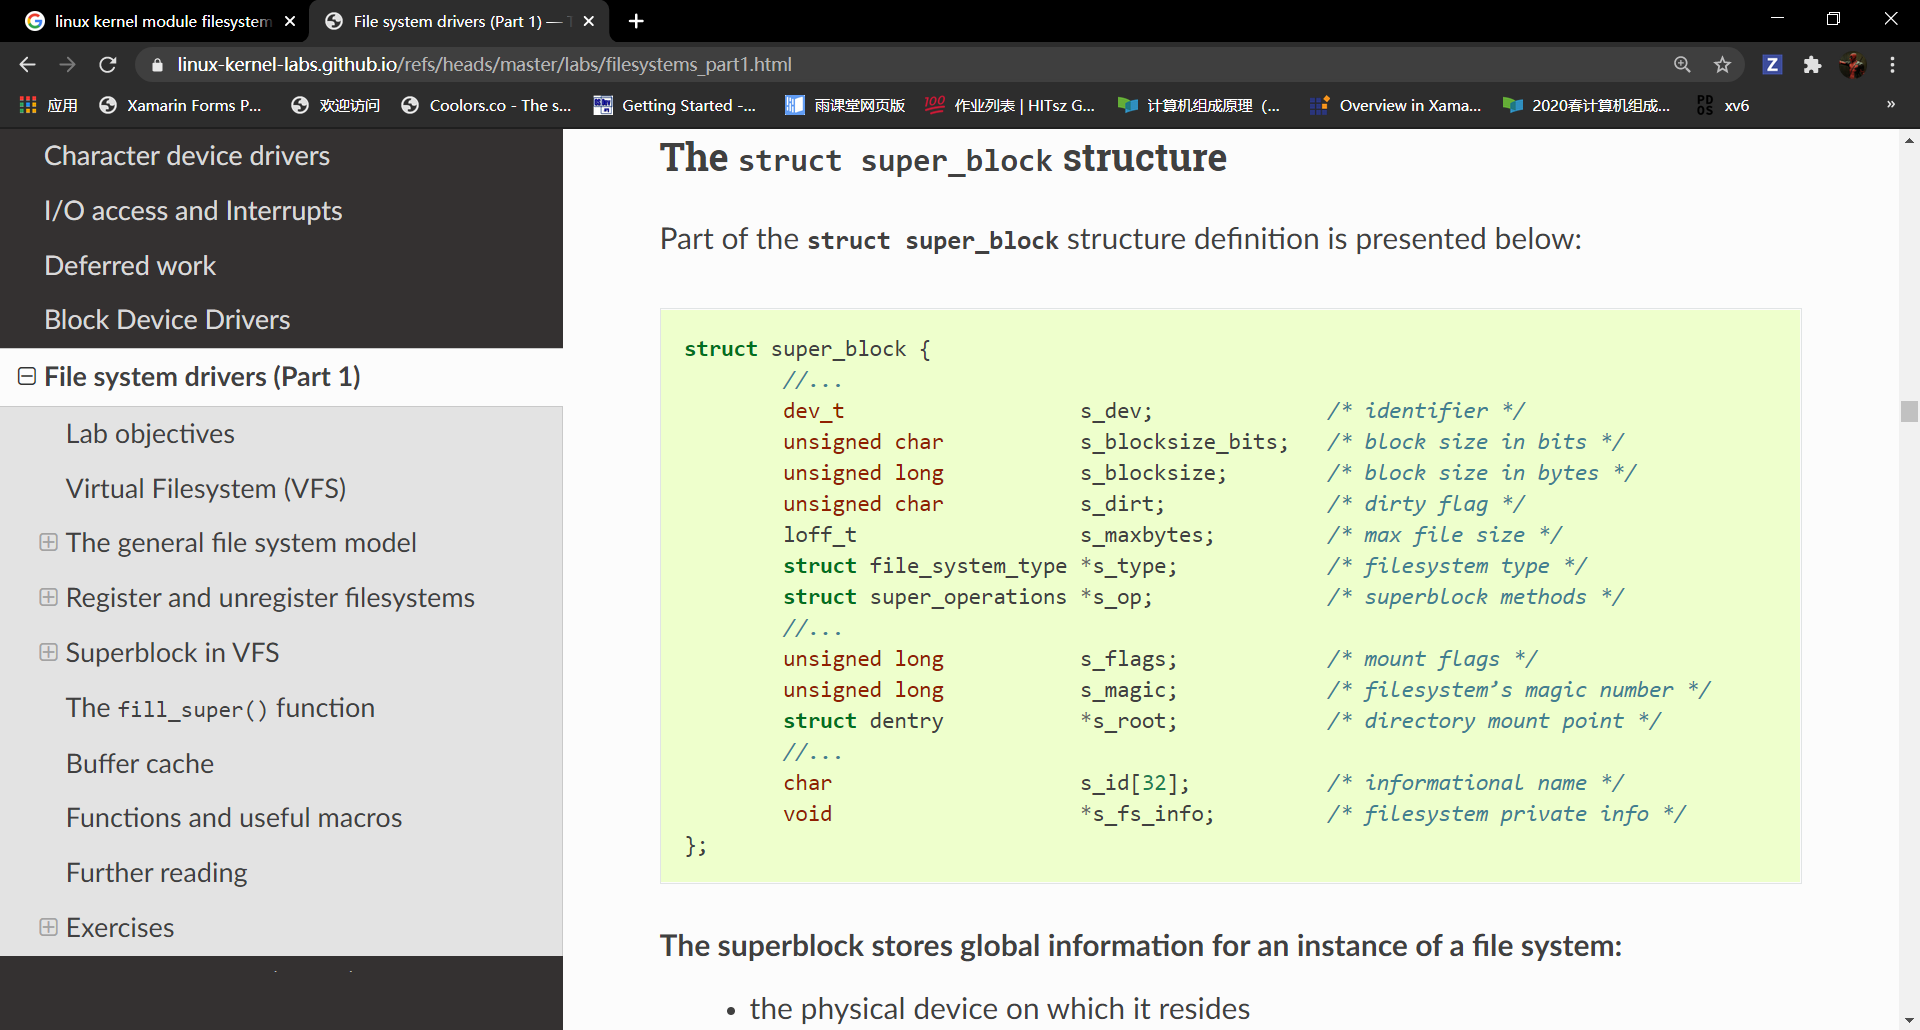 linux kernel module filesystem
File system drivers (Part 1) — T
linux-kernel-labs.github.io/refs/heads/master/labs/filesystems_part1.html
应用
Xamarin Forms P...
欢迎访问
Coolors.co - The s...
Getting Started -...
雨课堂网页版
作业列表 | HITsz G...
计算机组成原理（...
Overview in Xama...
2020春计算机组成...
xv6
»
Character device drivers
I/O access and Interrupts
Deferred work
Block Device Drivers
File system drivers (Part 1)
Lab objectives
Virtual Filesystem (VFS)
The general file system model
Register and unregister filesystems
Superblock in VFS
The fill_super() function
Buffer cache
Functions and useful macros
Further reading
Exercises
The struct super_block structure
Part of the struct super_block structure definition is presented below:
struct super_block {
//...
dev_t s_dev; /* identifier */
unsigned char s_blocksize_bits; /* block size in bits */
unsigned long s_blocksize; /* block size in bytes */
unsigned char s_dirt; /* dirty flag */
loff_t s_maxbytes; /* max file size */
struct file_system_type *s_type; /* filesystem type */
struct super_operations *s_op; /* superblock methods */
//...
unsigned long s_flags; /* mount flags */
unsigned long s_magic; /* filesystem’s magic number */
struct dentry *s_root; /* directory mount point */
//...
char s_id[32]; /* informational name */
void *s_fs_info; /* filesystem private info */
};
The superblock stores global information for an instance of a file system:
• the physical device on which it resides